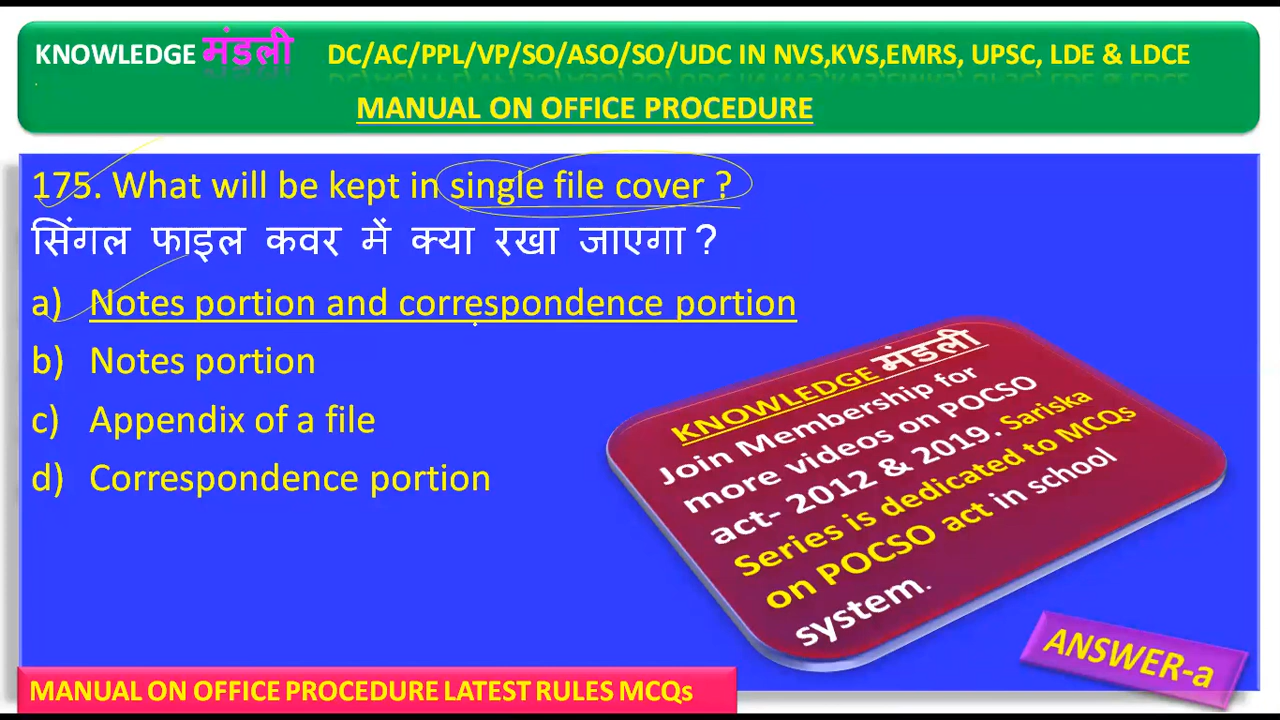 KNOWLEDGE मंडली DC/AC/PPL/VP/SO/ASO/SO/UDC IN NVS,KVS,EMRS, UPSC, LDE & LDCE
MANUAL ON OFFICE PROCEDURE
175. What will be kept in single file cover ?
सिंगल फाइल कवर में क्या रखा जाएगा ?
a) Notes portion and correspondence portion
b) Notes portion
c) Appendix of a file
d) Correspondence portion
KNOWLEDGE मंडली
Join Membership for
more videos on POCSO
act- 2012 & 2019. Sariska
Series is dedicated to MCQs
on POCSO act in school
system.
ANSWER-a
MANUAL ON OFFICE PROCEDURE LATEST RULES MCQs